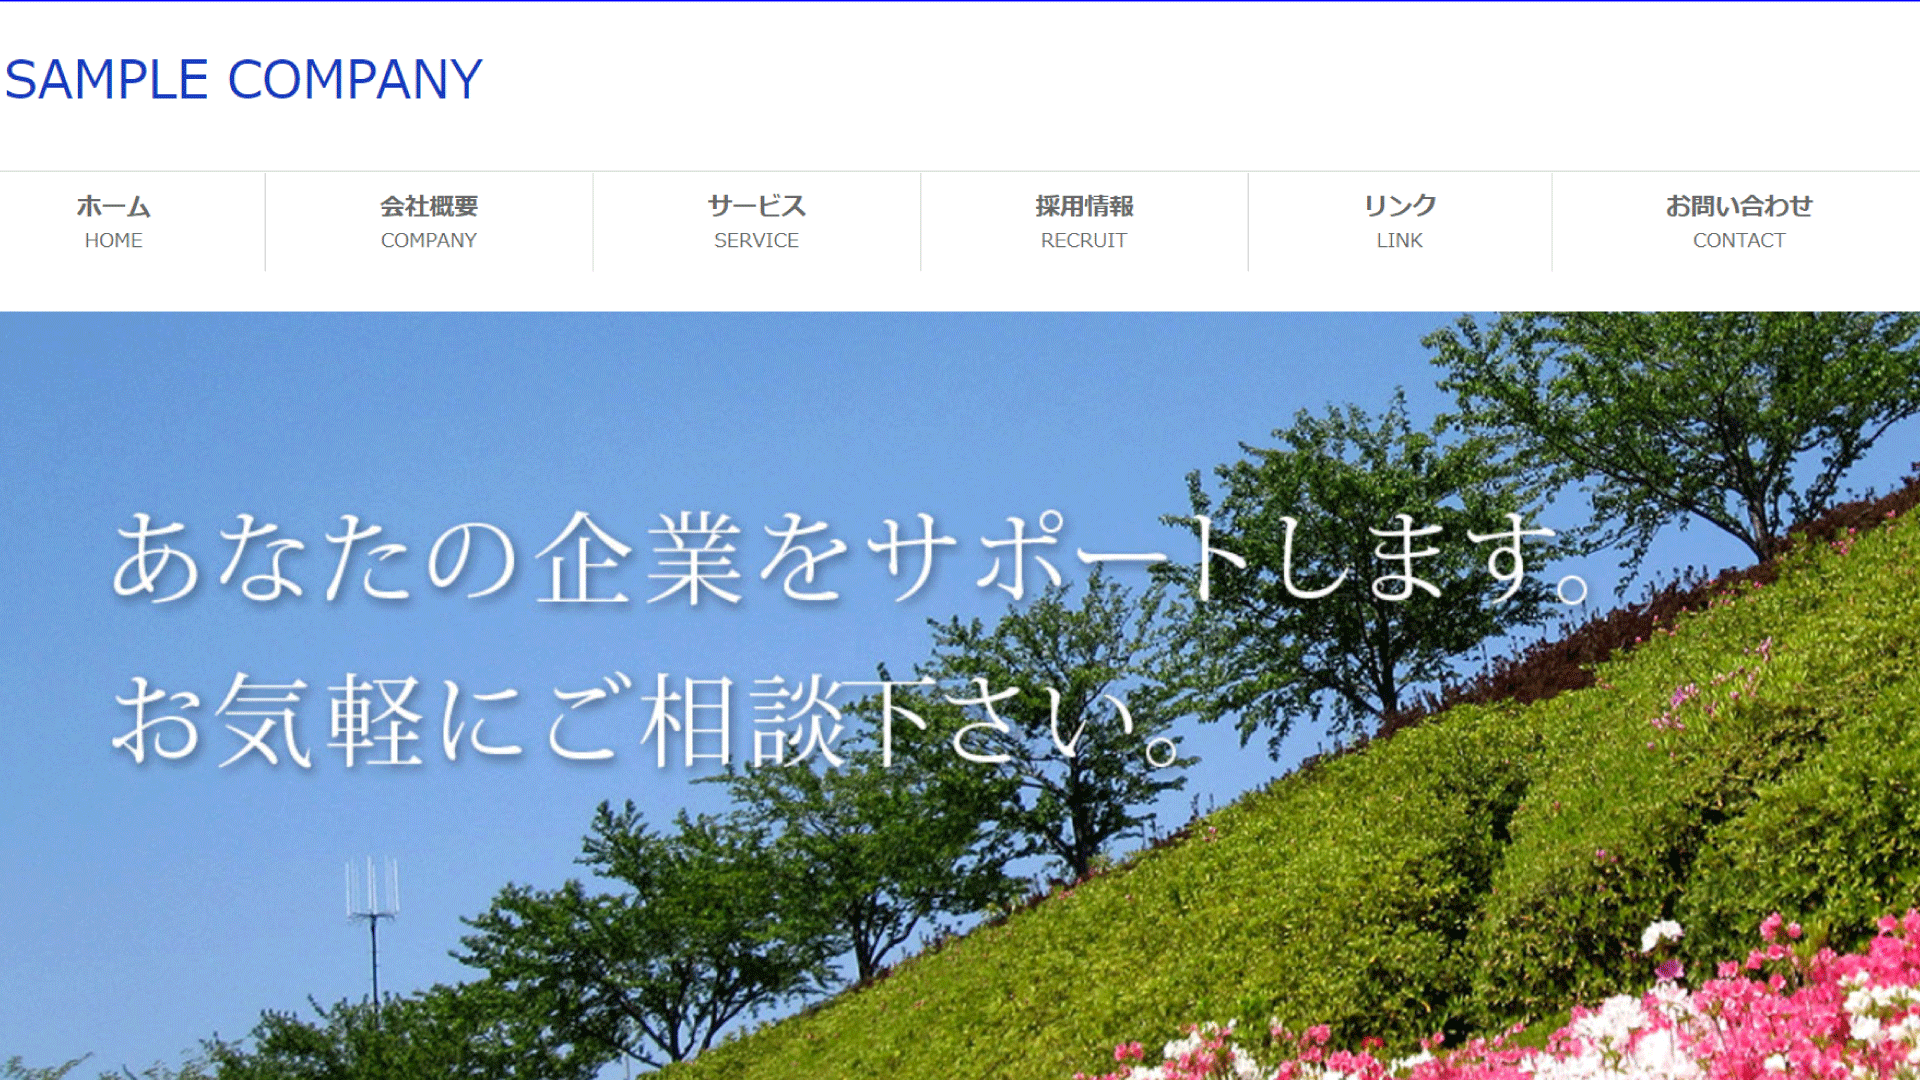 SAMPLE COMPANY
ホーム
HOME
会社概要
COMPANY
サービス
SERVICE
採用情報
RECRUIT
リンク
LINK
お問い合わせ
CONTACT
あなたの企業をサポートします。
お気軽にご相談下さい。